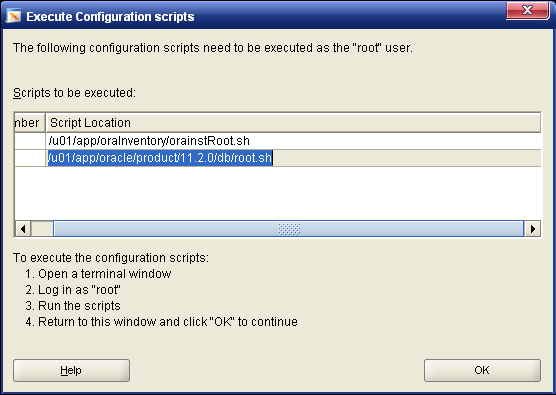 Execute Configuration scripts
The following configuration scripts need to be executed as the "root" user.
Scripts to be executed:
nber Script Location
/u01/app/oraInventory/orainstRoot.sh
/u01/app/oracle/product/11.2.0/db/root.sh
To execute the configuration scripts:
1. Open a terminal window
2. Log in as "root"
3. Run the scripts
4. Return to this window and click "OK" to continue
Help OK